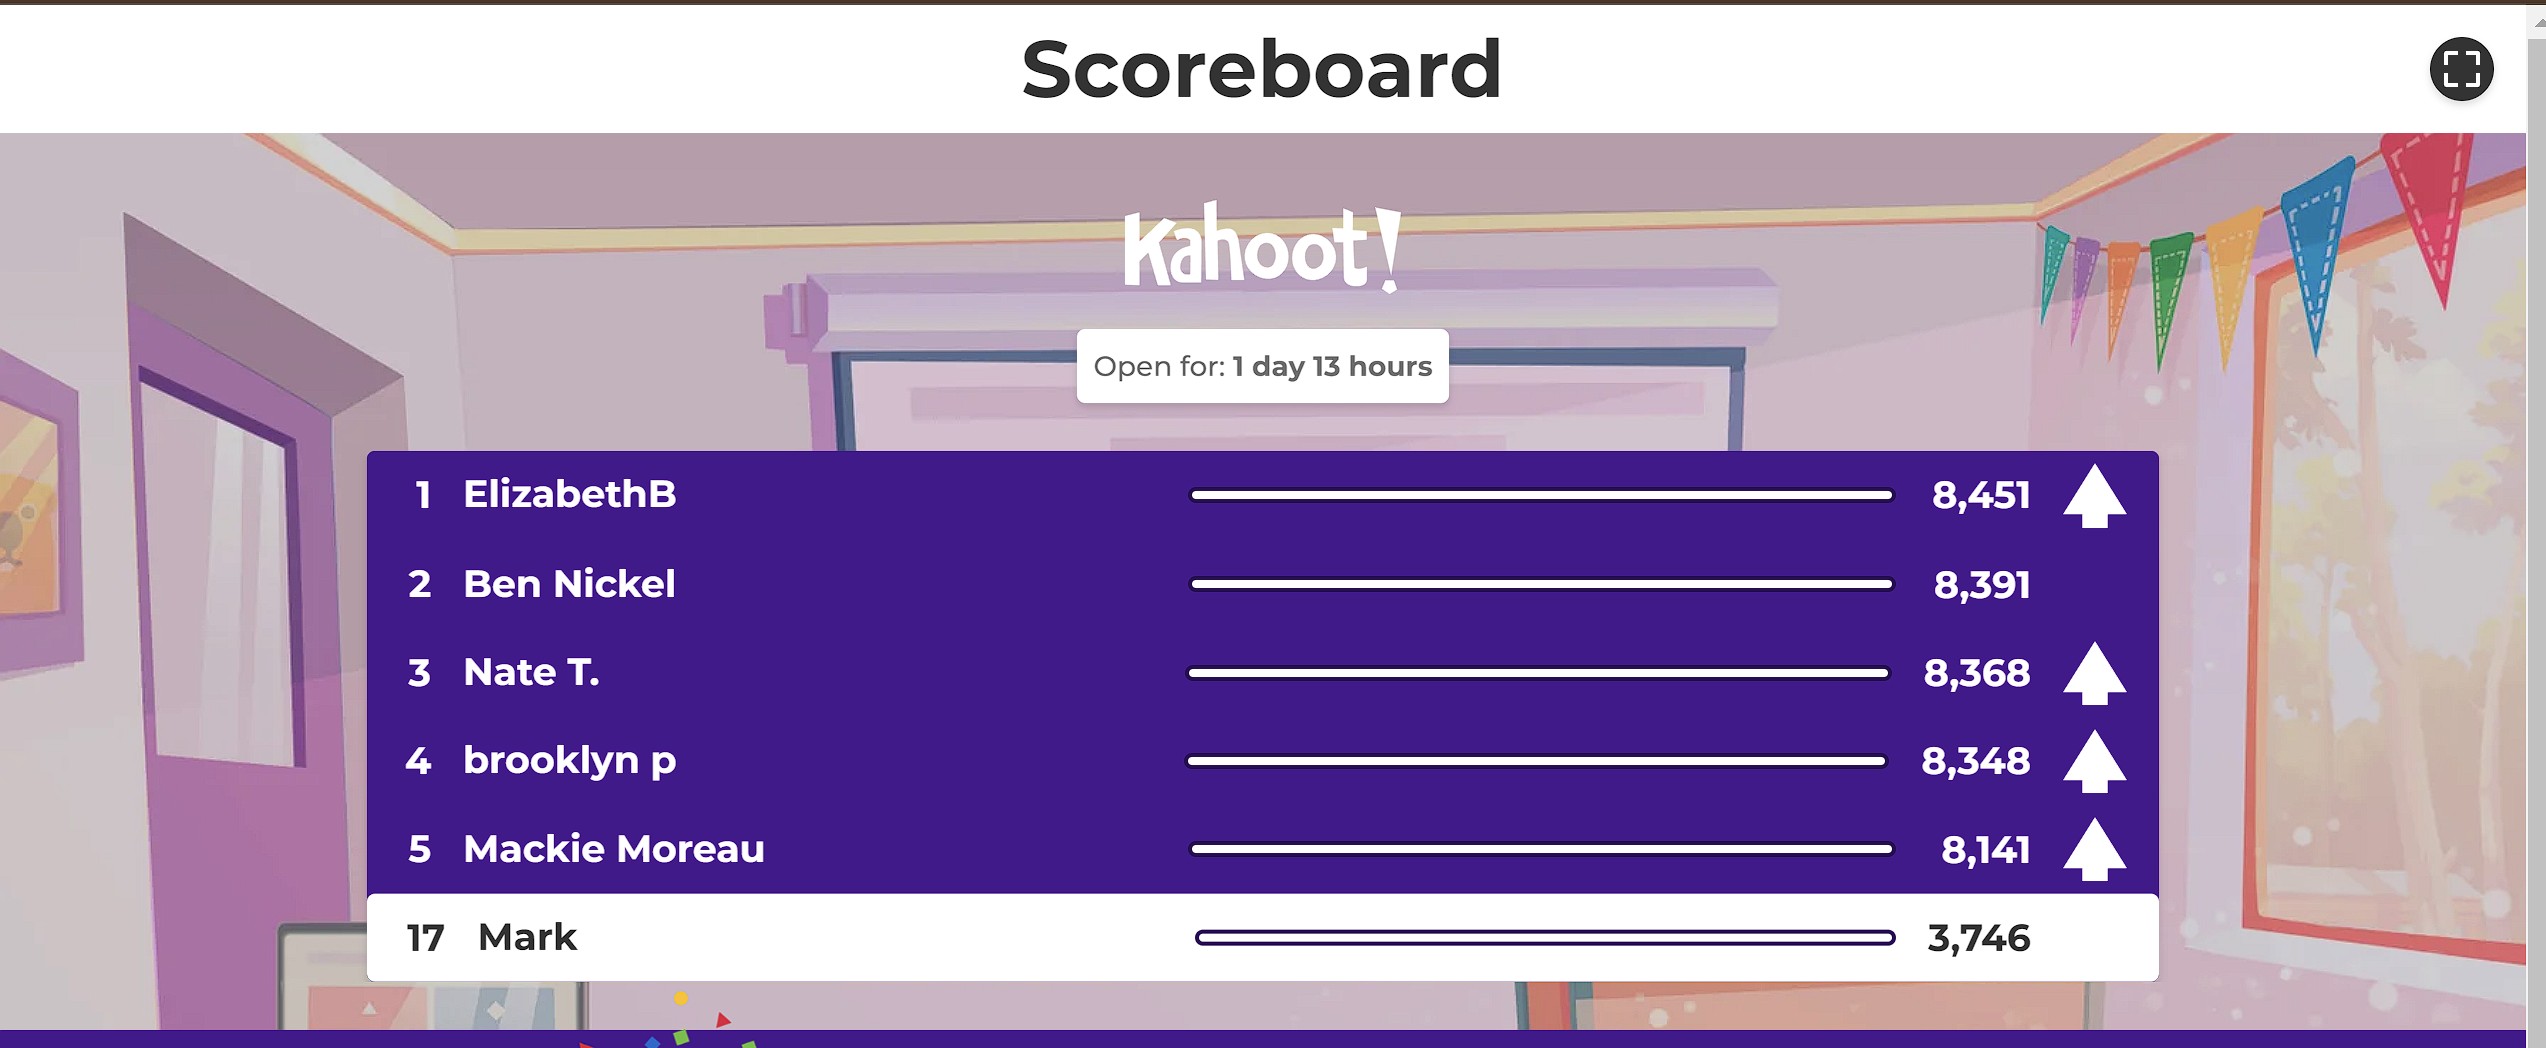 Scoreboard
Kahoot!
Open for: 1 day 13 hours
1 ElizabethB 8,451
2 Ben Nickel 8,391
3 Nate T. 8,368
4 brooklyn p 8,348
5 Mackie Moreau 8,141
17 Mark 3,746